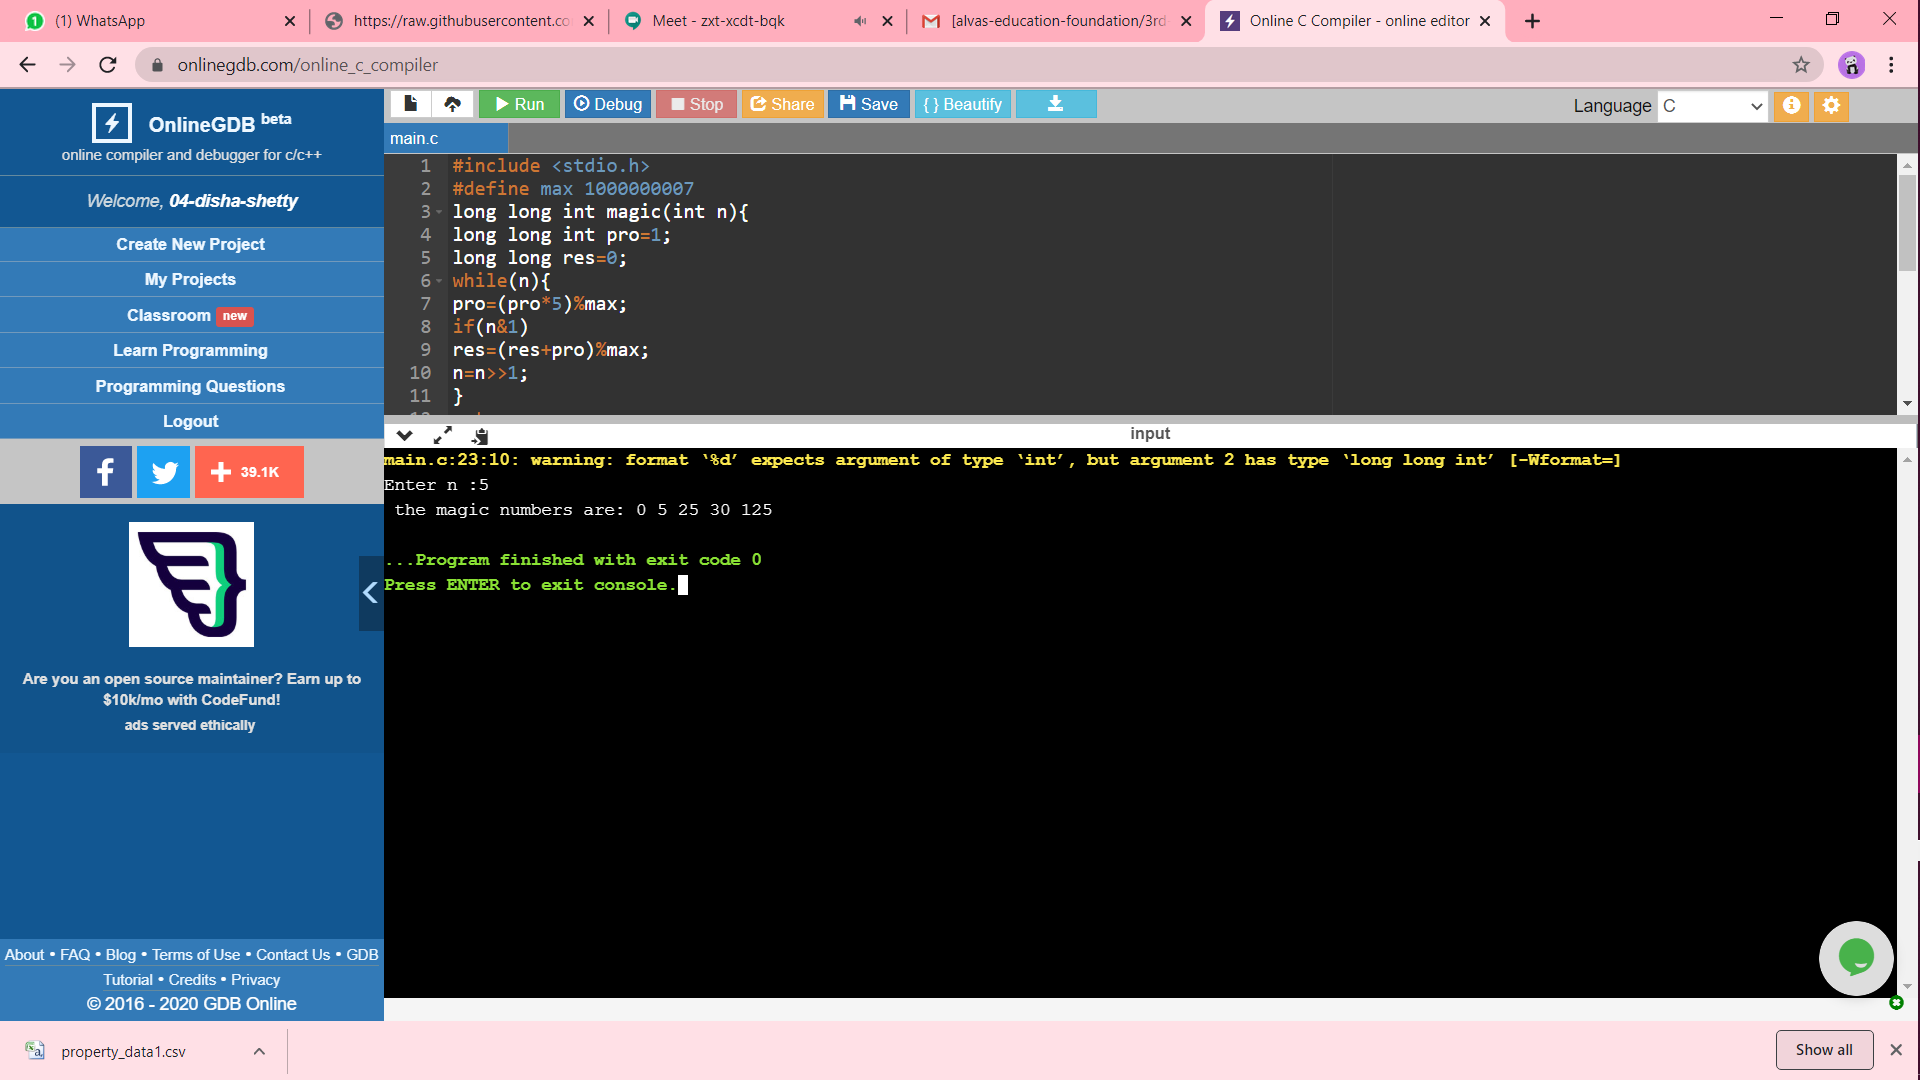 (1) WhatsApp
https://raw.githubusercontent.co
Meet - zxt-xcdt-bqk
[alvas-education-foundation/3rd-
Online C Compiler - online editor
onlinegdb.com/online_c_compiler
OnlineGDB beta
online compiler and debugger for c/c++
Welcome, 04-disha-shetty
Create New Project
My Projects
Classroom new
Learn Programming
Programming Questions
Logout
39.1K
Are you an open source maintainer? Earn up to
$10k/mo with CodeFund!
ads served ethically
About • FAQ • Blog • Terms of Use • Contact Us • GDB
Tutorial • Credits • Privacy
© 2016 - 2020 GDB Online
Run Debug Stop Share Save { } Beautify
Language C
main.c
1 #include <stdio.h>
2 #define max 1000000007
3 long long int magic(int n){
4 long long int pro=1;
5 long long res=0;
6 while(n){
7 pro=(pro*5)%max;
8 if(n&1)
9 res=(res+pro)%max;
10 n=n>>1;
11 }
input
main.c:23:10: warning: format ‘%d’ expects argument of type ‘int’, but argument 2 has type ‘long long int’ [-Wformat=]
Enter n :5
the magic numbers are: 0 5 25 30 125
...Program finished with exit code 0
Press ENTER to exit console.
property_data1.csv
Show all